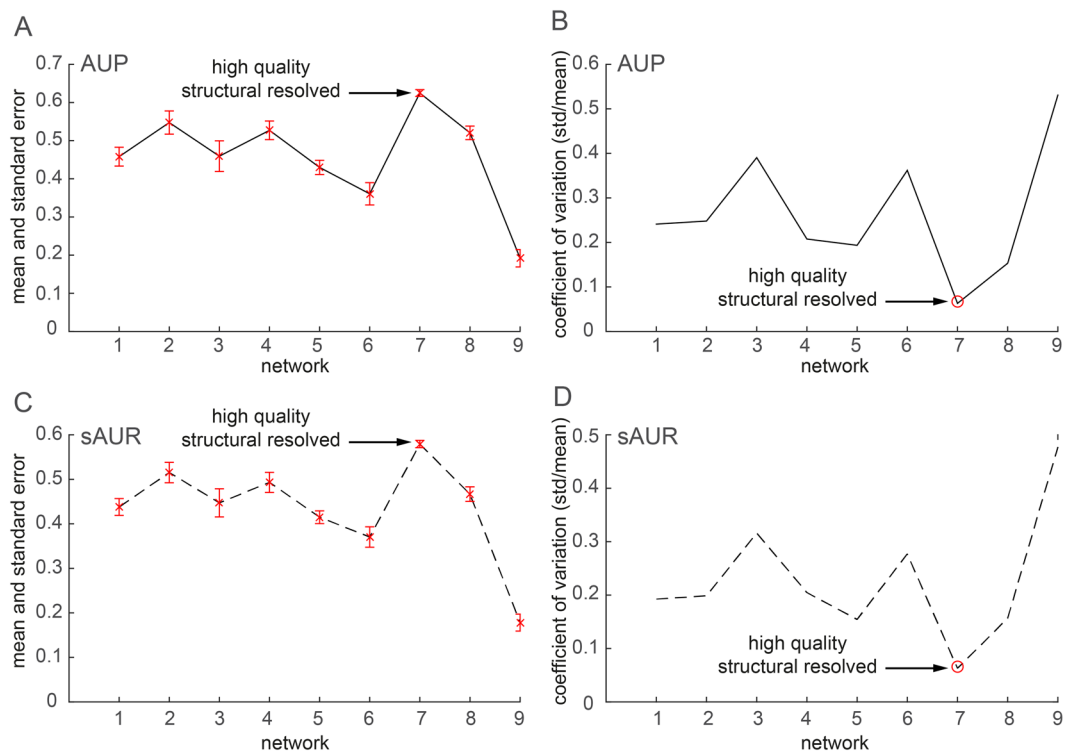 A
AUP
high quality
structural resolved
mean and standard error
0.7
0.6
0.5
0.4
0.3
0.2
0.1
0
1 2 3 4 5 6 7 8 9
network
B
AUP
coefficient of variation (std/mean)
0.6
0.5
0.4
0.3
0.2
0.1
0
high quality
structural resolved
1 2 3 4 5 6 7 8 9
network
C
sAUR
high quality
structural resolved
mean and standard error
0.6
0.5
0.4
0.3
0.2
0.1
0
1 2 3 4 5 6 7 8 9
network
D
sAUR
coefficient of variation (std/mean)
0.5
0.4
0.3
0.2
0.1
0
high quality
structural resolved
1 2 3 4 5 6 7 8 9
network